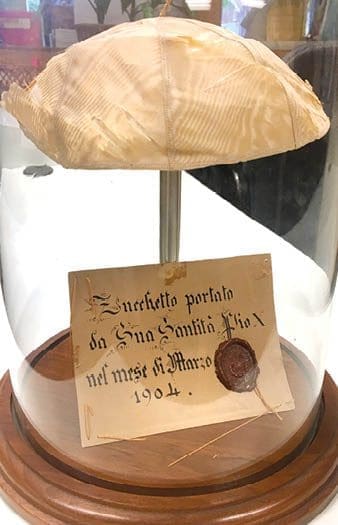 Zucchetto portato
da Sua Santità Pio X
nel mese di Marzo
1904.